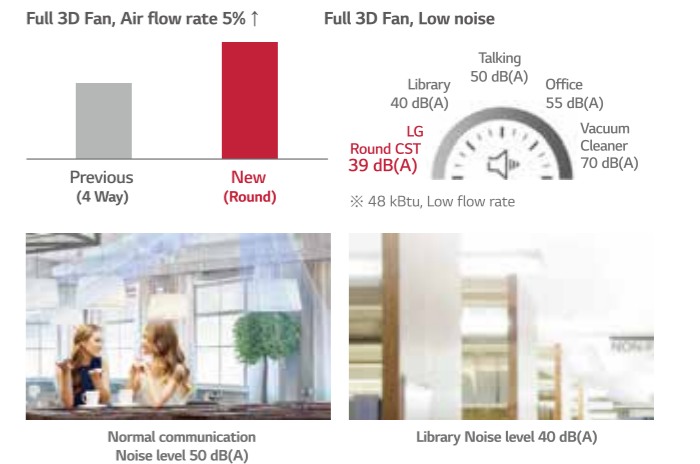 Full 3D Fan, Air flow rate 5% ↑
Previous
(4 Way)
New
(Round)
Full 3D Fan, Low noise
LG
Round CST
39 dB(A)
Library
40 dB(A)
Talking
50 dB(A)
Office
55 dB(A)
Vacuum
Cleaner
70 dB(A)
※ 48 kBtu, Low flow rate
Normal communication
Noise level 50 dB(A)
Library Noise level 40 dB(A)